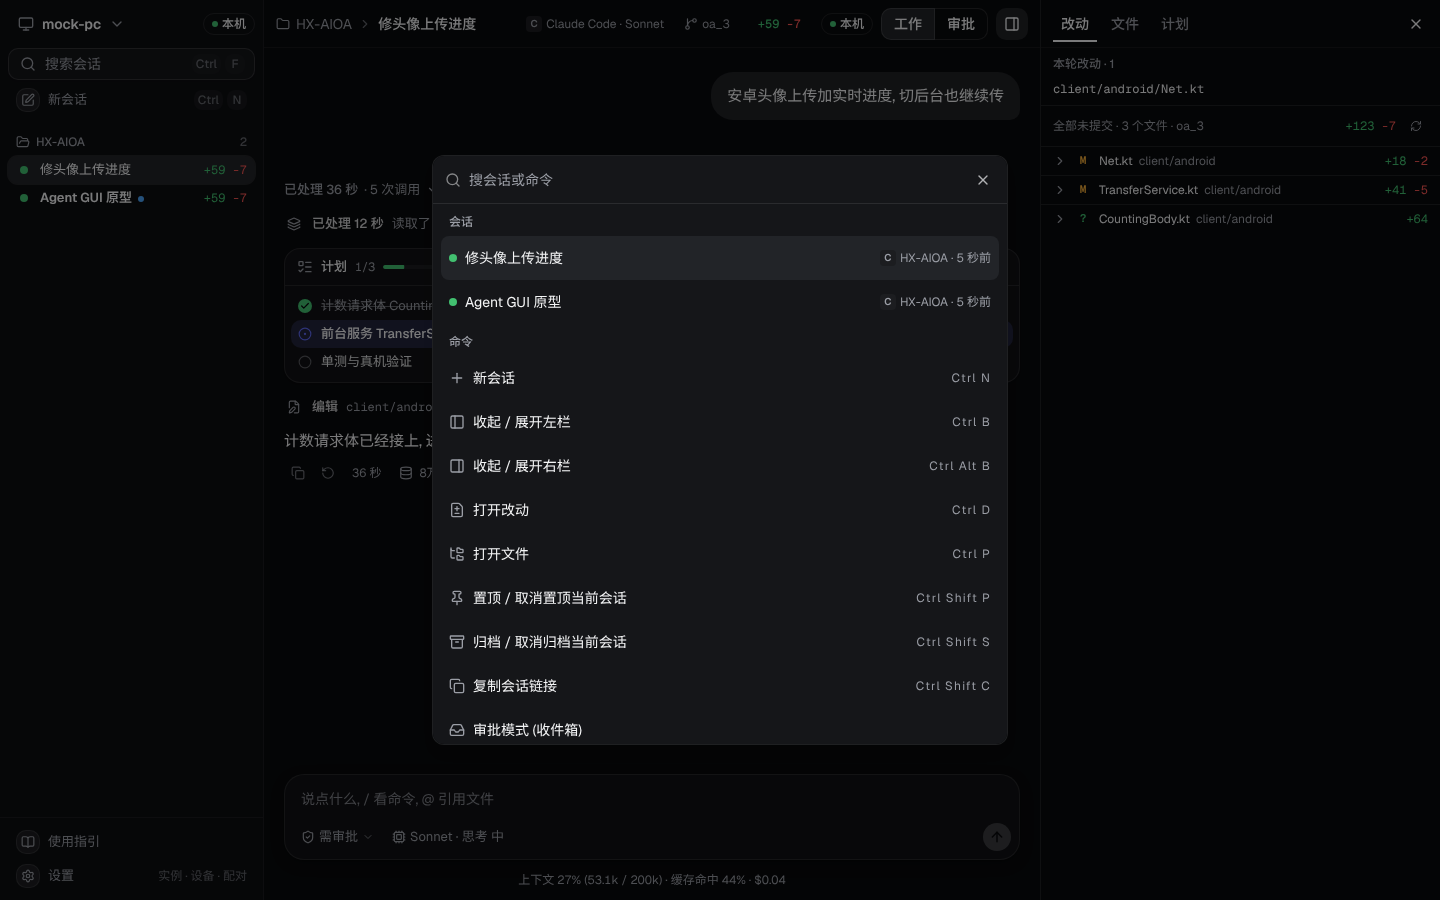 mock-pc
本机
搜索会话 Ctrl F
新会话 Ctrl N
HX-AIOA 2
修头像上传进度 +59 -7
Agent GUI 原型 +59 -7
使用指引
设置 实例 · 设备 · 配对
HX-AIOA > 修头像上传进度 C Claude Code · Sonnet oa_3 +59 -7 本机 工作 审批
安卓头像上传加实时进度, 切后台也继续传
已处理 36 秒 · 5 次调用
已处理 12 秒 读取了
计划 1/3
计数请求体 Countin
前台服务 TransferS
单测与真机验证
编辑 client/andro
计数请求体已经接上,
36 秒
搜会话或命令
会话
修头像上传进度 C HX-AIOA · 5 秒前
Agent GUI 原型 C HX-AIOA · 5 秒前
命令
新会话 Ctrl N
收起 / 展开左栏 Ctrl B
收起 / 展开右栏 Ctrl Alt B
打开改动 Ctrl D
打开文件 Ctrl P
置顶 / 取消置顶当前会话 Ctrl Shift P
归档 / 取消归档当前会话 Ctrl Shift S
复制会话链接 Ctrl Shift C
审批模式 (收件箱)
说点什么, / 看命令, @ 引用文件
需审批 Sonnet · 思考 中
上下文 27% (53.1k / 200k) · 缓存命中 44% · $0.04
改动 文件 计划
本轮改动 · 1
client/android/Net.kt
全部未提交 · 3 个文件 · oa_3 +123 -7
M Net.kt client/android +18 -2
M TransferService.kt client/android +41 -5
? CountingBody.kt client/android +64